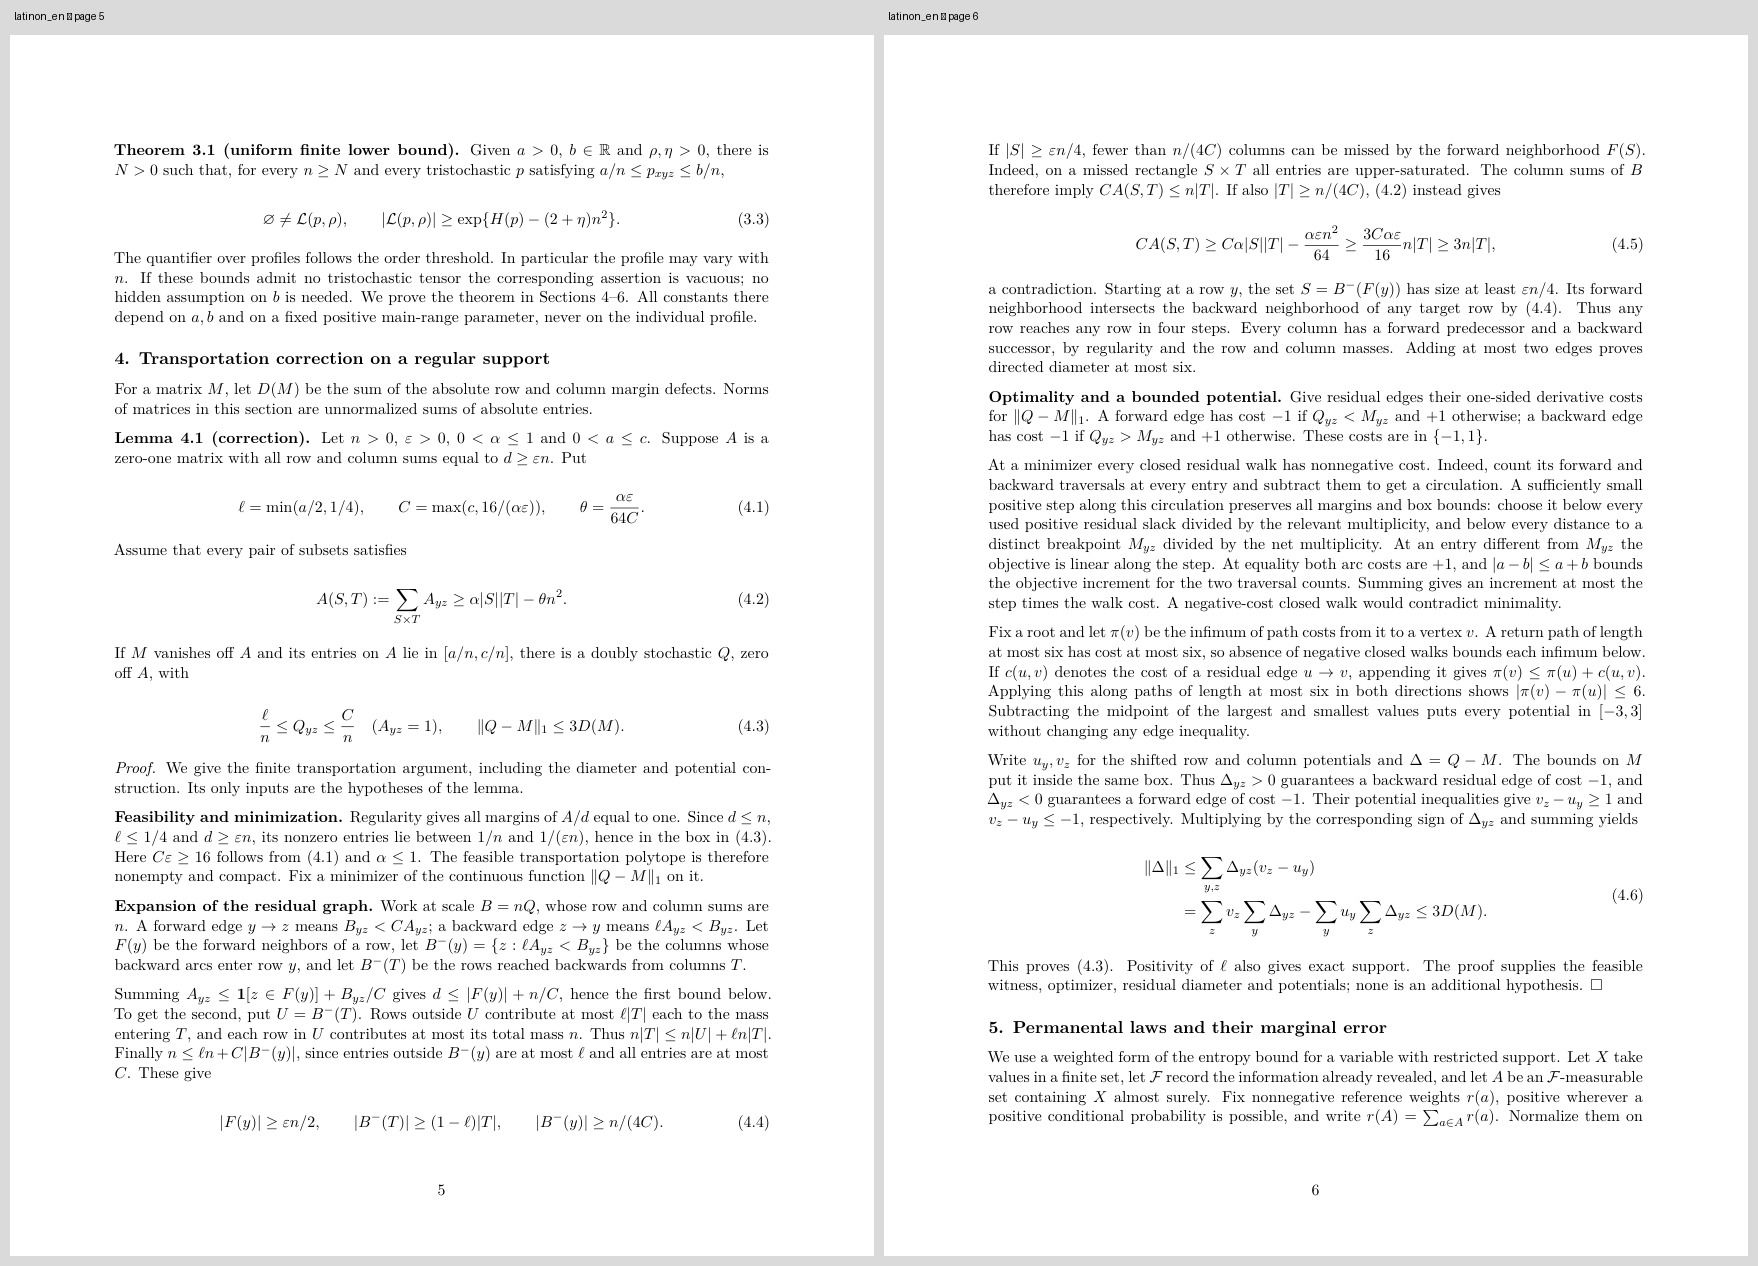 latinon_en page 5
Theorem 3.1 (uniform finite lower bound). Given a > 0, b ∈ ℝ and ρ, η > 0, there is
N > 0 such that, for every n ≥ N and every tristochastic p satisfying a/n ≤ p_{xyz} ≤ b/n,
∅ ≠ ℒ(p, ρ), |ℒ(p, ρ)| ≥ exp{H(p) − (2 + η)n²}. (3.3)
The quantifier over profiles follows the order threshold. In particular the profile may vary with
n. If these bounds admit no tristochastic tensor the corresponding assertion is vacuous; no
hidden assumption on b is needed. We prove the theorem in Sections 4–6. All constants there
depend on a, b and on a fixed positive main-range parameter, never on the individual profile.
4. Transportation correction on a regular support
For a matrix M, let D(M) be the sum of the absolute row and column margin defects. Norms
of matrices in this section are unnormalized sums of absolute entries.
Lemma 4.1 (correction). Let n > 0, ε > 0, 0 < α ≤ 1 and 0 < a ≤ c. Suppose A is a
zero-one matrix with all row and column sums equal to d ≥ εn. Put
ℓ = min(a/2, 1/4), C = max(c, 16/(αε)), θ = αε/64C. (4.1)
Assume that every pair of subsets satisfies
A(S, T) := ∑_{S×T} A_{yz} ≥ α|S||T| − θn². (4.2)
If M vanishes off A and its entries on A lie in [a/n, c/n], there is a doubly stochastic Q, zero
off A, with
ℓ/n ≤ Q_{yz} ≤ C/n (A_{yz} = 1), ‖Q − M‖₁ ≤ 3D(M). (4.3)
Proof. We give the finite transportation argument, including the diameter and potential con-
struction. Its only inputs are the hypotheses of the lemma.
Feasibility and minimization. Regularity gives all margins of A/d equal to one. Since d ≤ n,
ℓ ≤ 1/4 and d ≥ εn, its nonzero entries lie between 1/n and 1/(εn), hence in the box in (4.3).
Here Cε ≥ 16 follows from (4.1) and α ≤ 1. The feasible transportation polytope is therefore
nonempty and compact. Fix a minimizer of the continuous function ‖Q − M‖₁ on it.
Expansion of the residual graph. Work at scale B = nQ, whose row and column sums are
n. A forward edge y → z means B_{yz} < CA_{yz}; a backward edge z → y means ℓA_{yz} < B_{yz}. Let
F(y) be the forward neighbors of a row, let B⁻(y) = {z : ℓA_{yz} < B_{yz}} be the columns whose
backward arcs enter row y, and let B⁻(T) be the rows reached backwards from columns T.
Summing A_{yz} ≤ 𝟏[z ∈ F(y)] + B_{yz}/C gives d ≤ |F(y)| + n/C, hence the first bound below.
To get the second, put U = B⁻(T). Rows outside U contribute at most ℓ|T| each to the mass
entering T, and each row in U contributes at most its total mass n. Thus n|T| ≤ n|U| + ℓn|T|.
Finally n ≤ ℓn + C|B⁻(y)|, since entries outside B⁻(y) are at most ℓ and all entries are at most
C. These give
|F(y)| ≥ εn/2, |B⁻(T)| ≥ (1 − ℓ)|T|, |B⁻(y)| ≥ n/(4C). (4.4)
5
latinon_en page 6
If |S| ≥ εn/4, fewer than n/(4C) columns can be missed by the forward neighborhood F(S).
Indeed, on a missed rectangle S × T all entries are upper-saturated. The column sums of B
therefore imply CA(S, T) ≤ n|T|. If also |T| ≥ n/(4C), (4.2) instead gives
CA(S, T) ≥ Cα|S||T| − αεn²/64 ≥ 3Cαε/16 n|T| ≥ 3n|T|, (4.5)
a contradiction. Starting at a row y, the set S = B⁻(F(y)) has size at least εn/4. Its forward
neighborhood intersects the backward neighborhood of any target row by (4.4). Thus any
row reaches any row in four steps. Every column has a forward predecessor and a backward
successor, by regularity and the row and column masses. Adding at most two edges proves
directed diameter at most six.
Optimality and a bounded potential. Give residual edges their one-sided derivative costs
for ‖Q − M‖₁. A forward edge has cost −1 if Q_{yz} < M_{yz} and +1 otherwise; a backward edge
has cost −1 if Q_{yz} > M_{yz} and +1 otherwise. These costs are in {−1, 1}.
At a minimizer every closed residual walk has nonnegative cost. Indeed, count its forward and
backward traversals at every entry and subtract them to get a circulation. A sufficiently small
positive step along this circulation preserves all margins and box bounds: choose it below every
used positive residual slack divided by the relevant multiplicity, and below every distance to a
distinct breakpoint M_{yz} divided by the net multiplicity. At an entry different from M_{yz} the
objective is linear along the step. At equality both arc costs are +1, and |a − b| ≤ a + b bounds
the objective increment for the two traversal counts. Summing gives an increment at most the
step times the walk cost. A negative-cost closed walk would contradict minimality.
Fix a root and let π(v) be the infimum of path costs from it to a vertex v. A return path of length
at most six has cost at most six, so absence of negative closed walks bounds each infimum below.
If c(u, v) denotes the cost of a residual edge u → v, appending it gives π(v) ≤ π(u) + c(u, v).
Applying this along paths of length at most six in both directions shows |π(v) − π(u)| ≤ 6.
Subtracting the midpoint of the largest and smallest values puts every potential in [−3, 3]
without changing any edge inequality.
Write u_y, v_z for the shifted row and column potentials and Δ = Q − M. The bounds on M
put it inside the same box. Thus Δ_{yz} > 0 guarantees a backward residual edge of cost −1, and
Δ_{yz} < 0 guarantees a forward edge of cost −1. Their potential inequalities give v_z − u_y ≥ 1 and
v_z − u_y ≤ −1, respectively. Multiplying by the corresponding sign of Δ_{yz} and summing yields
‖Δ‖₁ ≤ ∑_{y,z} Δ_{yz}(v_z − u_y)
= ∑_z v_z ∑_y Δ_{yz} − ∑_y u_y ∑_z Δ_{yz} ≤ 3D(M). (4.6)
This proves (4.3). Positivity of ℓ also gives exact support. The proof supplies the feasible
witness, optimizer, residual diameter and potentials; none is an additional hypothesis. □
5. Permanental laws and their marginal error
We use a weighted form of the entropy bound for a variable with restricted support. Let X take
values in a finite set, let ℱ record the information already revealed, and let A be an ℱ-measurable
set containing X almost surely. Fix nonnegative reference weights r(a), positive wherever a
positive conditional probability is possible, and write r(A) = ∑_{a∈A} r(a). Normalize them on
6